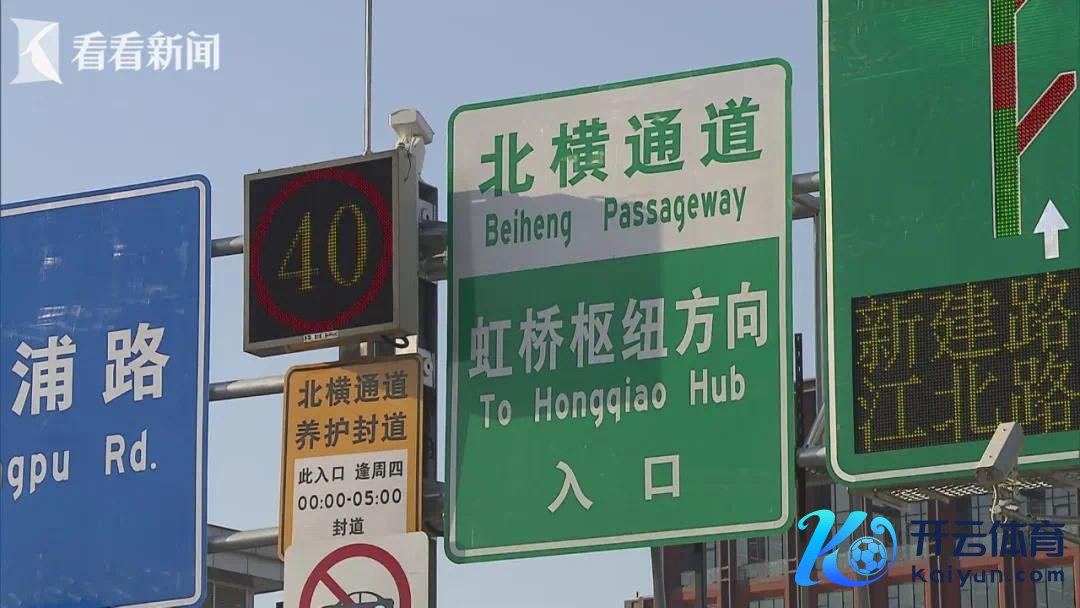 看看新闻
浦路
gpu Rd.
40
北横通道
养护封道
此入口 逢周四
00:00-05:00
封道
北横通道
Beiheng Passageway
虹桥枢纽方向
To Hongqiao Hub
入口
新建路
江北路
开云体育
Kaiyun.com